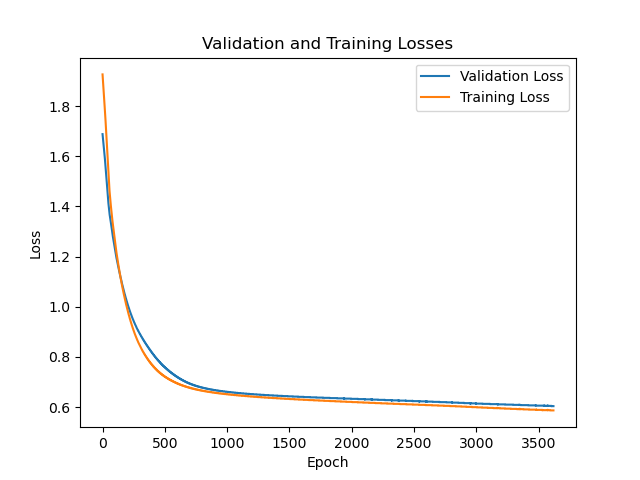 Validation and Training Losses
Validation Loss
Training Loss
1.8
1.6
1.4
1.2
1.0
0.8
0.6
Loss
0 500 1000 1500 2000 2500 3000 3500
Epoch